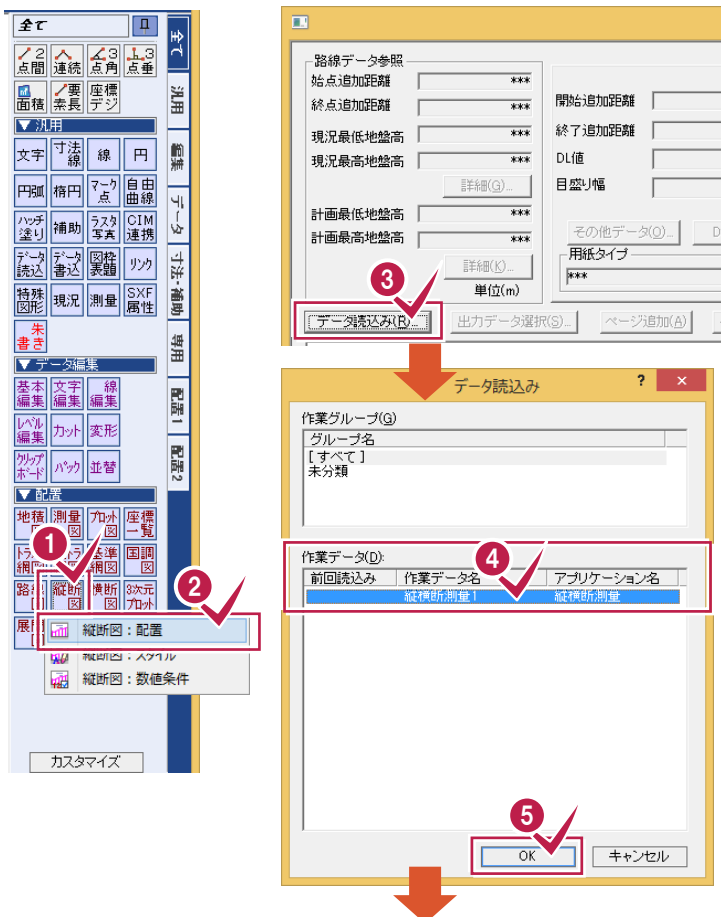 全て
2
点間
連続
3
点角
3
点垂
面積
要
素長
座標
デジ
▼ 汎用
文字
寸法
線
線
円
円弧
楕円
マーク
点
自由
曲線
ハッチ
塗り
補助
ラスタ
写真
CIM
連携
データ
読込
データ
書込
図枠
表題
リンク
特殊
図形
現況
測量
SXF
属性
朱
書き
▼ データ編集
基本
編集
文字
編集
線
編集
レベル
編集
カット
変形
クリップ
ボード
パック
並替
▼ 配置
地積
測量
図
プロット
図
座標
一覧
網図
基準
網図
国調
図
路線
縦断
図
横断
図
3次元
プロット
展開
1
2
縦断図：配置
縦断図：スタイル
縦断図：数値条件
カスタマイズ
全て
汎用
編集
データ
寸法・補助
専用
配置1
配置2
路線データ参照
始点追加距離 ***
終点追加距離 ***
現況最低地盤高 ***
現況最高地盤高 ***
詳細(G)...
計画最低地盤高 ***
計画最高地盤高 ***
詳細(K)...
単位(m)
開始追加距離
終了追加距離
DL値
目盛り幅
その他データ(O)...
D
用紙タイプ
***
3
データ読込み(R)...
出力データ選択(S)...
ページ追加(A)
データ読込み
?
×
作業グループ(G)
グループ名
[すべて]
未分類
作業データ(D):
4
前回読込み 作業データ名 アプリケーション名
縦横断測量1 縦横断測量
5
OK
キャンセル